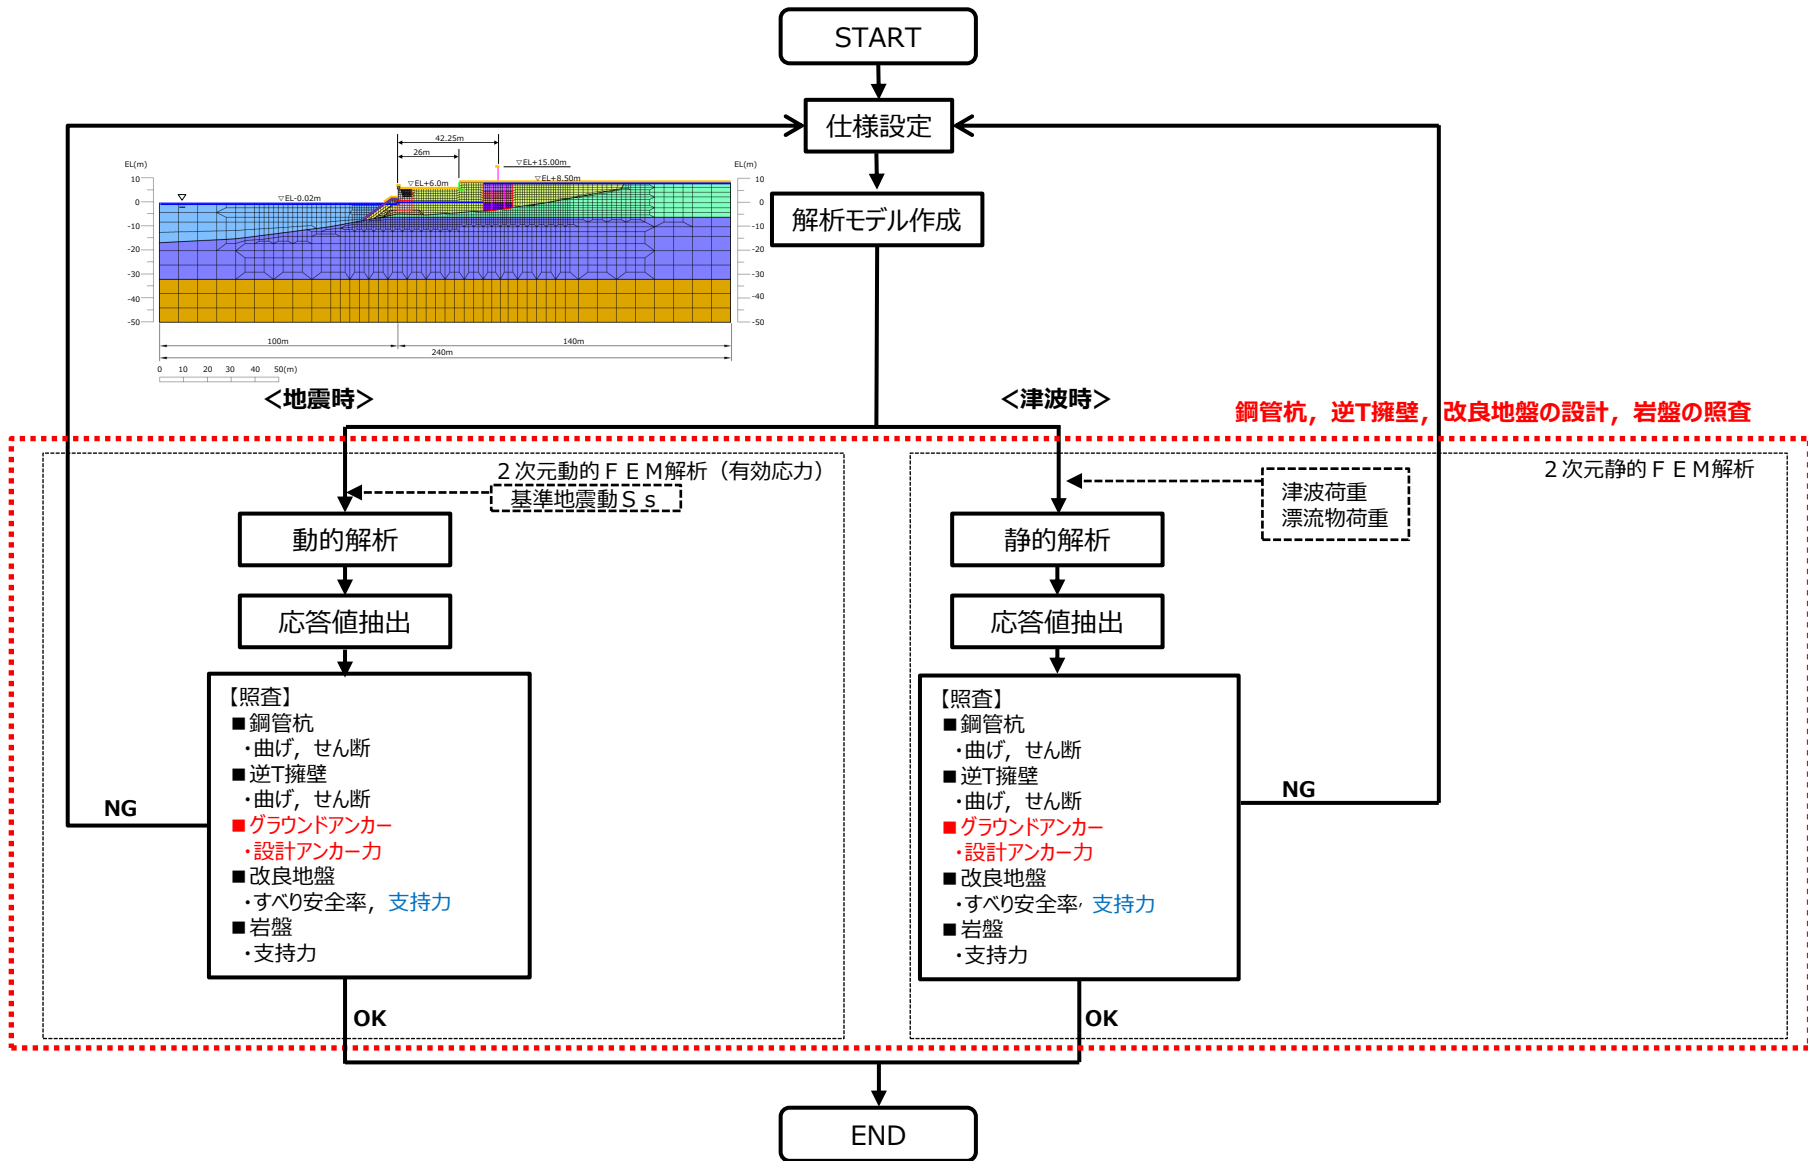 START
仕様設定
解析モデル作成
42.25m
26m
▽EL+15.00m
EL(m)
▽EL+6.0m
▽EL+8.50m
EL(m)
▽EL-0.02m
10
0
-10
-20
-30
-40
-50
10
0
-10
-20
-30
-40
-50
100m
140m
240m
0 10 20 30 40 50(m)
<地震時>
<津波時>
鋼管杭，逆T擁壁，改良地盤の設計，岩盤の照査
２次元動的ＦＥＭ解析（有効応力）
基準地震動Ｓｓ
動的解析
応答値抽出
【照査】
■鋼管杭
・曲げ，せん断
■逆T擁壁
・曲げ，せん断
■グラウンドアンカー
・設計アンカー力
■改良地盤
・すべり安全率，支持力
■岩盤
・支持力
NG
OK
２次元静的ＦＥＭ解析
津波荷重
漂流物荷重
静的解析
応答値抽出
【照査】
■鋼管杭
・曲げ，せん断
■逆T擁壁
・曲げ，せん断
■グラウンドアンカー
・設計アンカー力
■改良地盤
・すべり安全率，支持力
■岩盤
・支持力
NG
OK
END